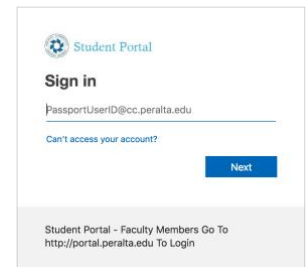 Student Portal
Sign in
PassportUserID@cc.peralta.edu
Can't access your account?
Next
Student Portal - Faculty Members Go To
http://portal.peralta.edu To Login